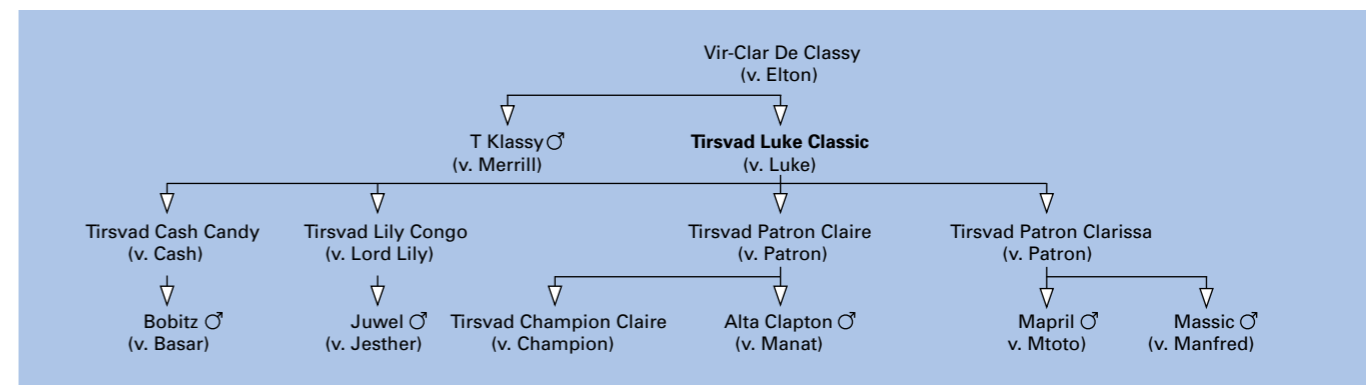 Vir-Clar De Classy
(v. Elton)
T Klassy ♂
(v. Merrill)
Tirsvad Luke Classic
(v. Luke)
Tirsvad Cash Candy
(v. Cash)
Tirsvad Lily Congo
(v. Lord Lily)
Tirsvad Patron Claire
(v. Patron)
Tirsvad Patron Clarissa
(v. Patron)
Bobitz ♂
(v. Basar)
Juwel ♂
(v. Jesther)
Tirsvad Champion Claire
(v. Champion)
Alta Clapton ♂
(v. Manat)
Mapril ♂
v. Mtoto)
Massic ♂
(v. Manfred)